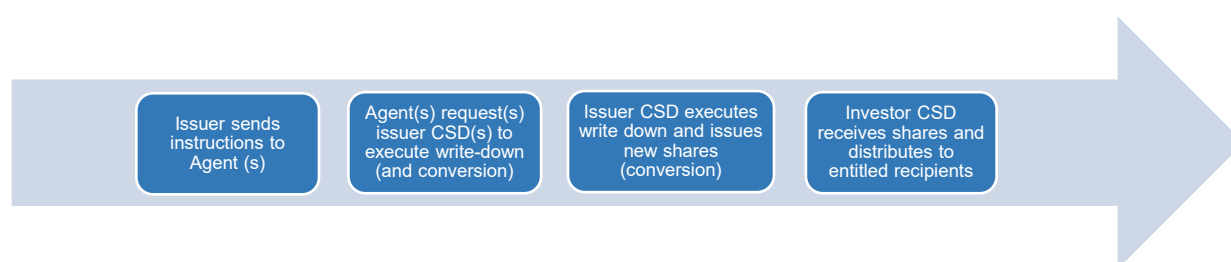 Issuer sends
instructions to
Agent (s)
Agent(s) request(s)
issuer CSD(s) to
execute write-down
(and conversion)
Issuer CSD executes
write down and issues
new shares
(conversion)
Investor CSD
receives shares and
distributes to
entitled recipients